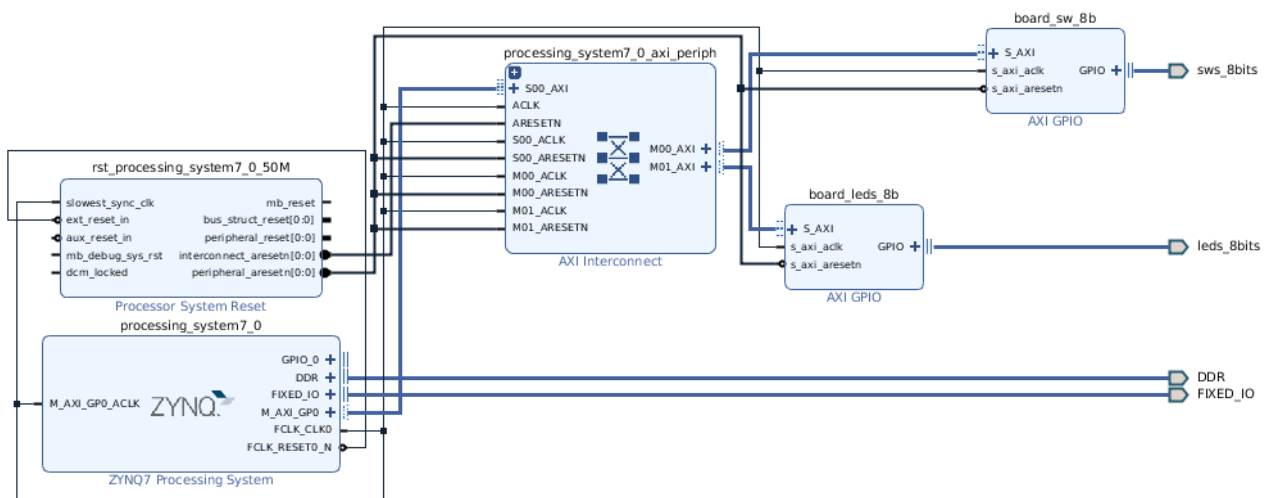 board_sw_8b
S_AXI
s_axi_aclk
s_axi_aresetn
GPIO
AXI GPIO
sws_8bits
processing_system7_0_axi_periph
S00_AXI
ACLK
ARESETN
S00_ACLK
S00_ARESETN
M00_ACLK
M00_ARESETN
M01_ACLK
M01_ARESETN
M00_AXI
M01_AXI
AXI Interconnect
rst_processing_system7_0_50M
slowest_sync_clk
ext_reset_in
aux_reset_in
mb_debug_sys_rst
dcm_locked
mb_reset
bus_struct_reset[0:0]
peripheral_reset[0:0]
interconnect_aresetn[0:0]
peripheral_aresetn[0:0]
Processor System Reset
board_leds_8b
S_AXI
s_axi_aclk
s_axi_aresetn
GPIO
AXI GPIO
leds_8bits
processing_system7_0
M_AXI_GP0_ACLK
ZYNQ
GPIO_0
DDR
FIXED_IO
M_AXI_GP0
FCLK_CLK0
FCLK_RESET0_N
ZYNQ7 Processing System
DDR
FIXED_IO